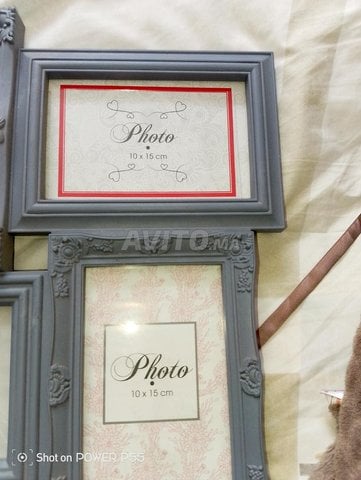 Photo
10 x 15 cm
AVITO.MA
Photo
10 x 15 cm
Shot on POWER P55